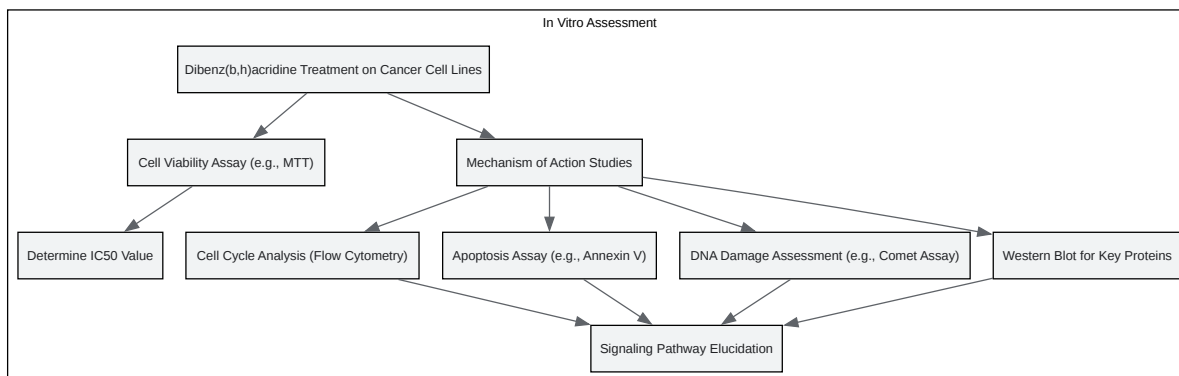 In Vitro Assessment
Dibenz(b,h)acridine Treatment on Cancer Cell Lines
Cell Viability Assay (e.g., MTT)
Mechanism of Action Studies
Determine IC50 Value
Cell Cycle Analysis (Flow Cytometry)
Apoptosis Assay (e.g., Annexin V)
DNA Damage Assessment (e.g., Comet Assay)
Western Blot for Key Proteins
Signaling Pathway Elucidation